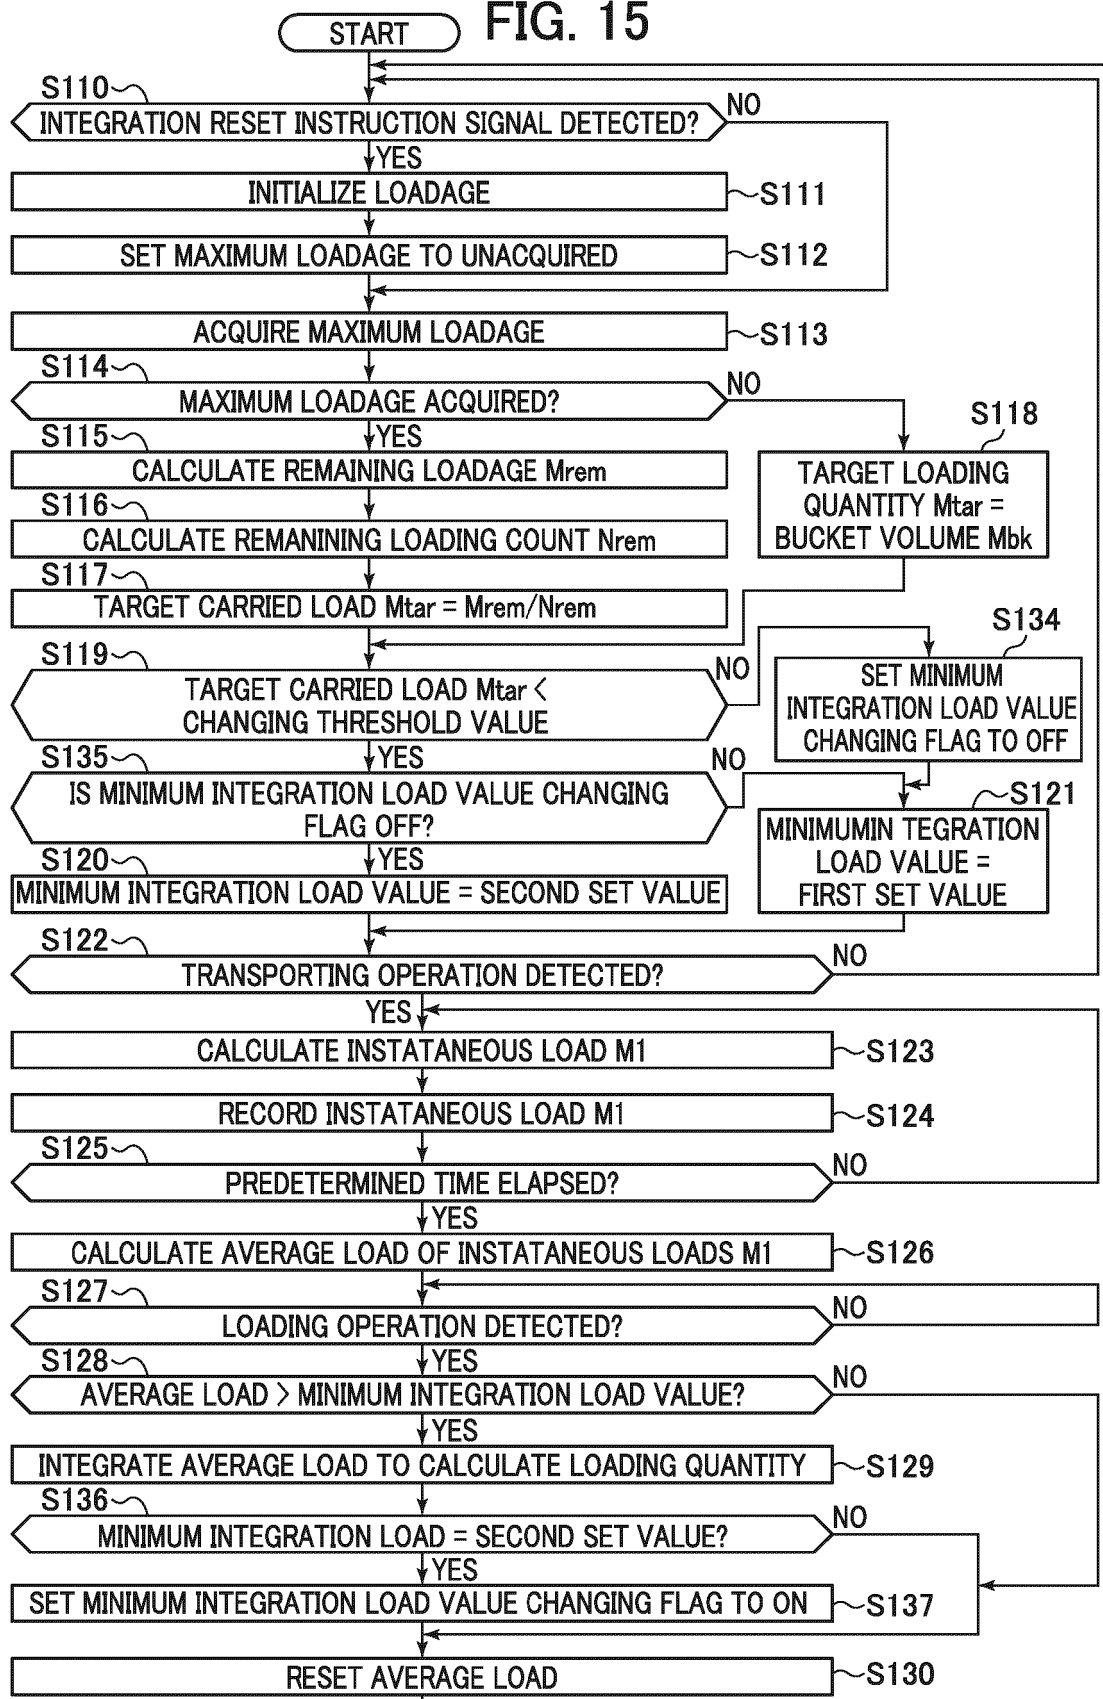 FIG. 15
START
S110
INTEGRATION RESET INSTRUCTION SIGNAL DETECTED?
NO
YES
INITIALIZE LOADAGE
S111
SET MAXIMUM LOADAGE TO UNACQUIRED
S112
ACQUIRE MAXIMUM LOADAGE
S113
S114
MAXIMUM LOADAGE ACQUIRED?
NO
YES
S115
CALCULATE REMAINING LOADAGE Mrem
S116
CALCULATE REMANINING LOADING COUNT Nrem
S117
TARGET CARRIED LOAD Mtar = Mrem/Nrem
S118
TARGET LOADING
QUANTITY Mtar =
BUCKET VOLUME Mbk
S119
TARGET CARRIED LOAD Mtar <
CHANGING THRESHOLD VALUE
NO
YES
S134
SET MINIMUM
INTEGRATION LOAD VALUE
CHANGING FLAG TO OFF
S135
IS MINIMUM INTEGRATION LOAD VALUE CHANGING
FLAG OFF?
NO
YES
S121
MINIMUMIN TEGRATION
LOAD VALUE =
FIRST SET VALUE
S120
MINIMUM INTEGRATION LOAD VALUE = SECOND SET VALUE
S122
TRANSPORTING OPERATION DETECTED?
NO
YES
CALCULATE INSTATANEOUS LOAD M1
S123
RECORD INSTATANEOUS LOAD M1
S124
S125
PREDETERMINED TIME ELAPSED?
NO
YES
CALCULATE AVERAGE LOAD OF INSTATANEOUS LOADS M1
S126
S127
LOADING OPERATION DETECTED?
NO
YES
S128
AVERAGE LOAD > MINIMUM INTEGRATION LOAD VALUE?
NO
YES
INTEGRATE AVERAGE LOAD TO CALCULATE LOADING QUANTITY
S129
S136
MINIMUM INTEGRATION LOAD = SECOND SET VALUE?
NO
YES
SET MINIMUM INTEGRATION LOAD VALUE CHANGING FLAG TO ON
S137
RESET AVERAGE LOAD
S130